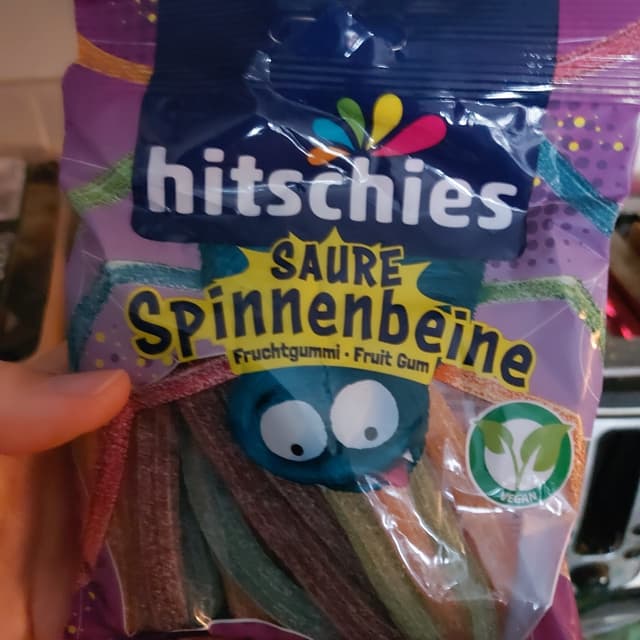 hitschies
SAURE
Spinnenbeine
Fruchtgummi · Fruit Gum
VEGAN